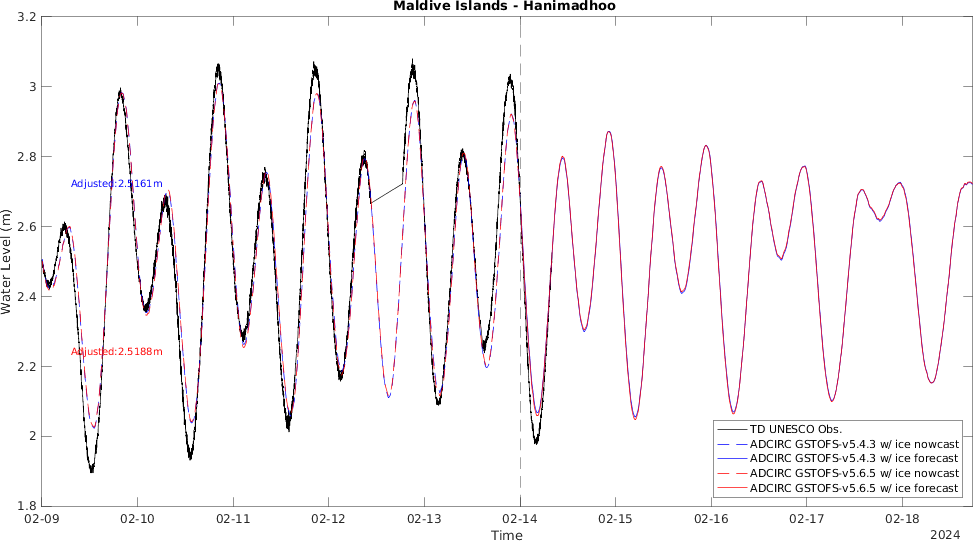 Maldive Islands - Hanimadhoo
3.2
3
2.8
2.6
2.4
2.2
2
1.8
Water Level (m)
Adjusted:2.5161m
Adjusted:2.5188m
TD UNESCO Obs.
ADCIRC GSTOFS-v5.4.3 w/ ice nowcast
ADCIRC GSTOFS-v5.4.3 w/ ice forecast
ADCIRC GSTOFS-v5.6.5 w/ ice nowcast
ADCIRC GSTOFS-v5.6.5 w/ ice forecast
02-09 02-10 02-11 02-12 02-13 02-14 02-15 02-16 02-17 02-18
Time
2024